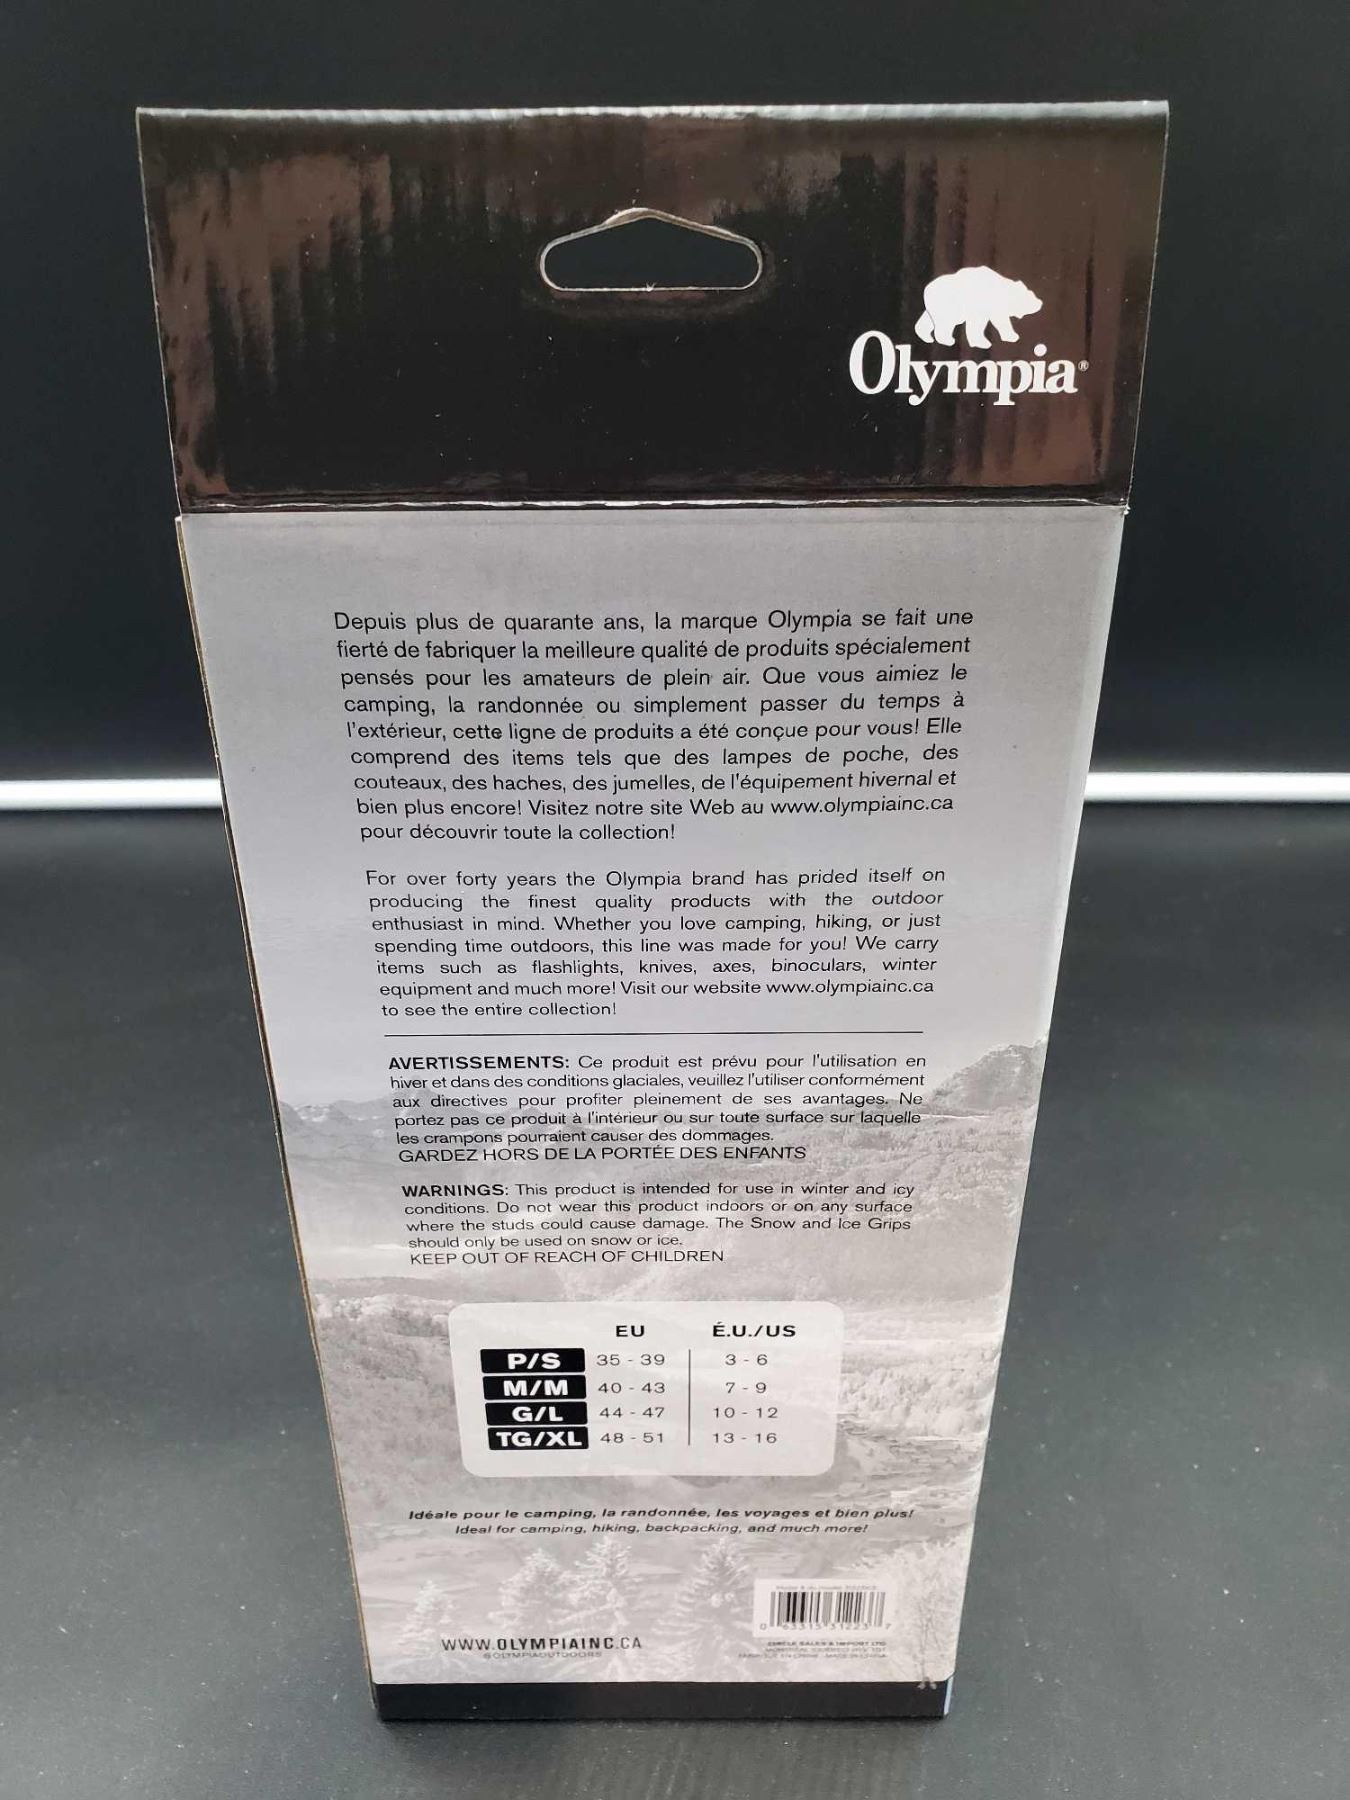 Olympia®
Depuis plus de quarante ans, la marque Olympia se fait une
fierté de fabriquer la meilleure qualité de produits spécialement
pensés pour les amateurs de plein air. Que vous aimiez le
camping, la randonnée ou simplement passer du temps à
l'extérieur, cette ligne de produits a été conçue pour vous! Elle
comprend des items tels que des lampes de poche, des
couteaux, des haches, des jumelles, de l'équipement hivernal et
bien plus encore! Visitez notre site Web au www.olympiainc.ca
pour découvrir toute la collection!
For over forty years the Olympia brand has prided itself on
producing the finest quality products with the outdoor
enthusiast in mind. Whether you love camping, hiking, or just
spending time outdoors, this line was made for you! We carry
items such as flashlights, knives, axes, binoculars, winter
equipment and much more! Visit our website www.olympiainc.ca
to see the entire collection!
AVERTISSEMENTS: Ce produit est prévu pour l'utilisation en
hiver et dans des conditions glaciales, veuillez l'utiliser conformément
aux directives pour profiter pleinement de ses avantages. Ne
portez pas ce produit à l'intérieur ou sur toute surface sur laquelle
les crampons pourraient causer des dommages.
GARDEZ HORS DE LA PORTÉE DES ENFANTS
WARNINGS: This product is intended for use in winter and icy
conditions. Do not wear this product indoors or on any surface
where the studs could cause damage. The Snow and Ice Grips
should only be used on snow or ice.
KEEP OUT OF REACH OF CHILDREN
EU É.U./US
P/S 35 - 39 3 - 6
M/M 40 - 43 7 - 9
G/L 44 - 47 10 - 12
TG/XL 48 - 51 13 - 16
Idéale pour le camping, la randonnée, les voyages et bien plus!
Ideal for camping, hiking, backpacking, and much more!
0 63315 31223 7
WWW.OLYMPIAINC.CA
@OLYMPIAOUTDOORS
CIRCLE SALES & IMPORT LTD
MADE IN CHINA